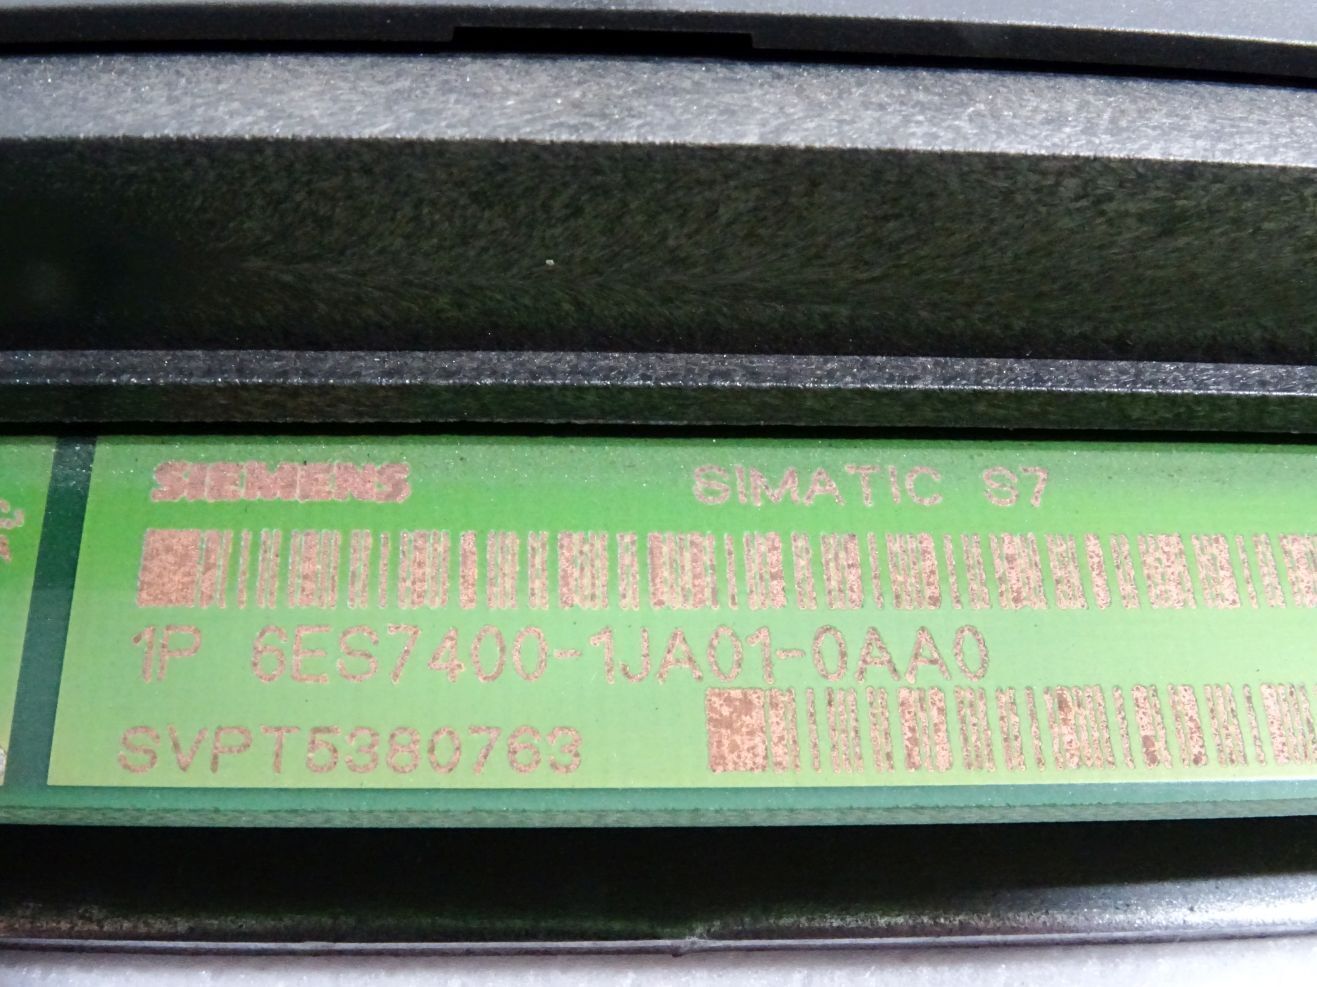 SIEMENS SIMATIC S7
1P 6ES7400-1JA01-0AA0
SVPT5380763